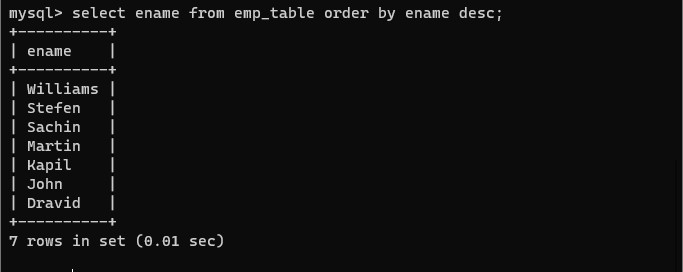 mysql> select ename from emp_table order by ename desc;
+----------+
| ename    |
+----------+
| Williams |
| Stefen   |
| Sachin   |
| Martin   |
| Kapil    |
| John     |
| Dravid   |
+----------+
7 rows in set (0.01 sec)